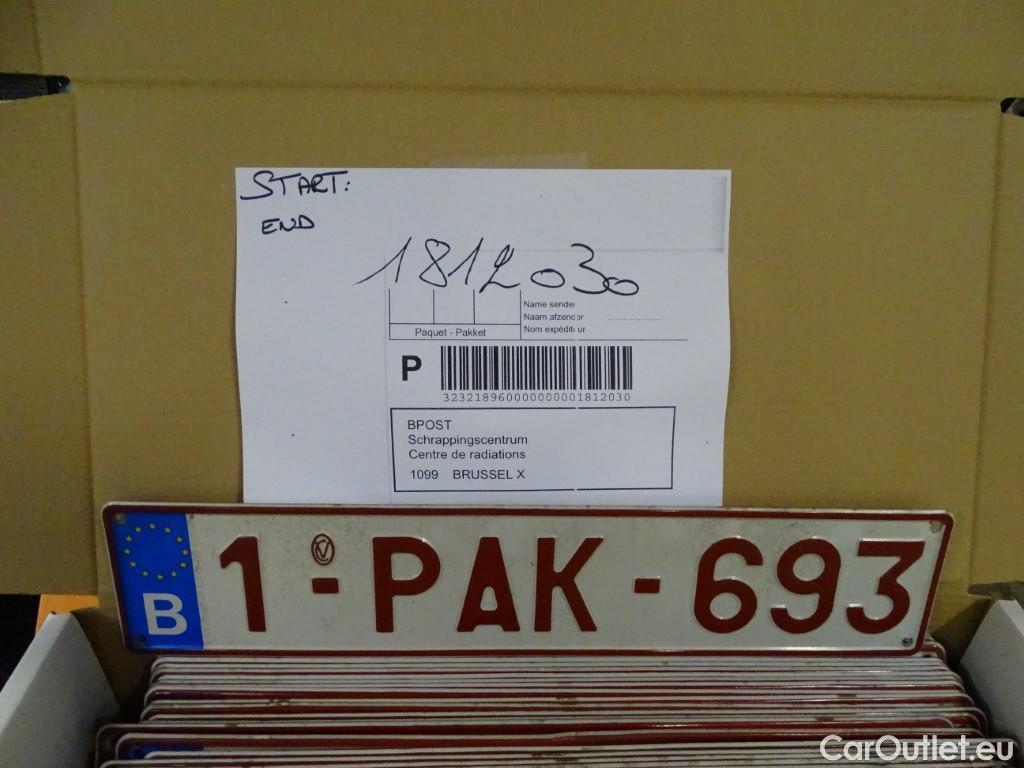 START:
END
1812030
Name sender
Naam afzender
Nom expéditeur
Paquet - Pakket
P
323218960000000001812030
BPOST
Schrappingscentrum
Centre de radiations
1099 BRUSSEL X
B 1-PAK-693
CarOutlet.eu